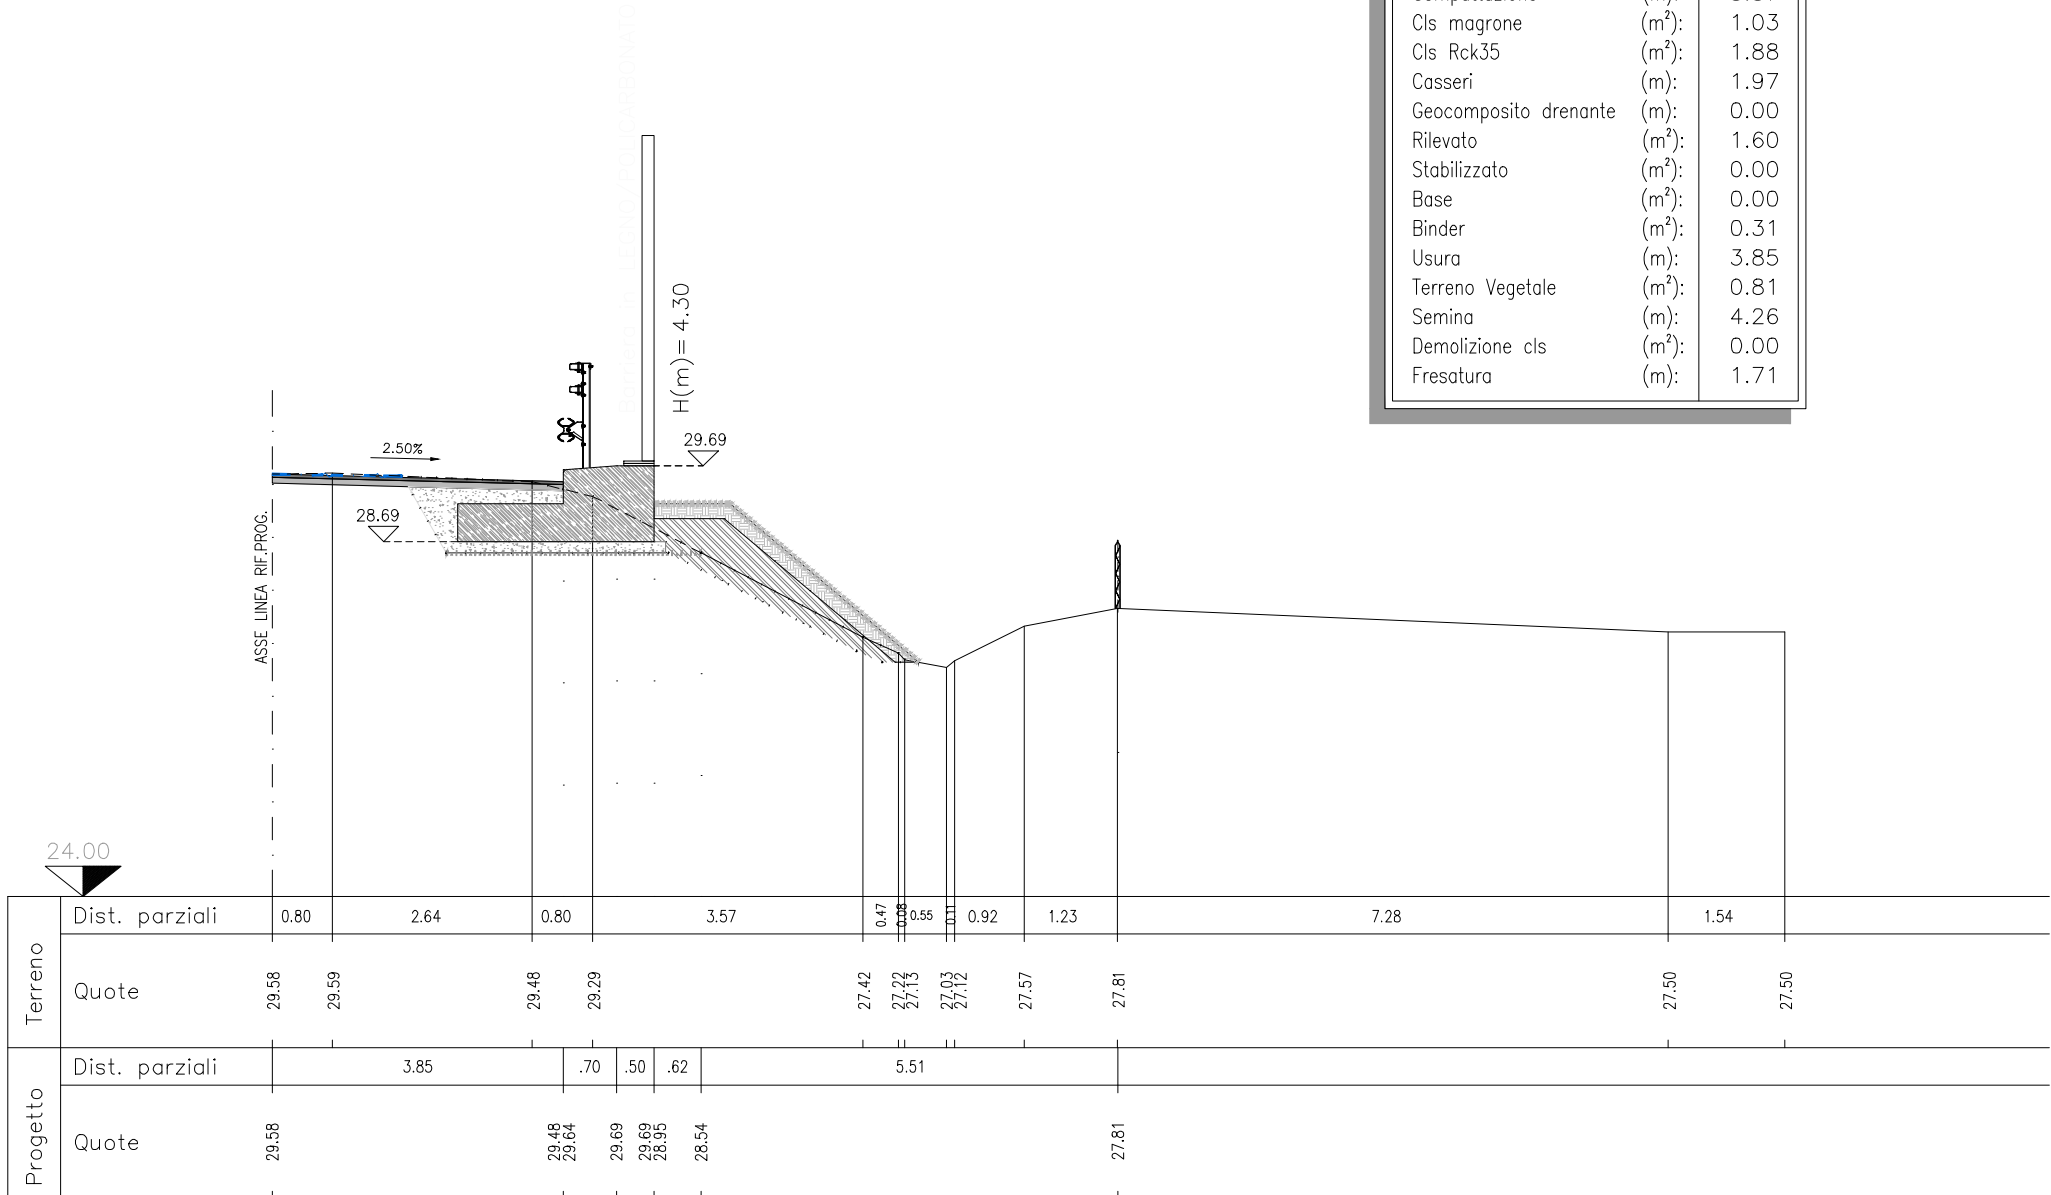 Cls magrone (m²): 1.03
Cls Rck35 (m²): 1.88
Casseri (m): 1.97
Geocomposito drenante (m): 0.00
Rilevato (m²): 1.60
Stabilizzato (m²): 0.00
Base (m²): 0.00
Binder (m²): 0.31
Usura (m): 3.85
Terreno Vegetale (m²): 0.81
Semina (m): 4.26
Demolizione cls (m²): 0.00
Fresatura (m): 1.71
H(m)= 4.30
29.69
2.50%
28.69
ASSE LINEA RIF.PROG.
24.00
Terreno
Dist. parziali 0.80 2.64 0.80 3.57 0.47 0.08 0.55 0.11 0.92 1.23 7.28 1.54
Quote 29.58 29.59 29.48 29.29 27.42 27.22 27.13 27.03 27.12 27.57 27.81 27.50 27.50
Progetto
Dist. parziali 3.85 .70 .50 .62 5.51
Quote 29.58 29.48 29.64 29.69 29.69 28.95 28.54 27.81